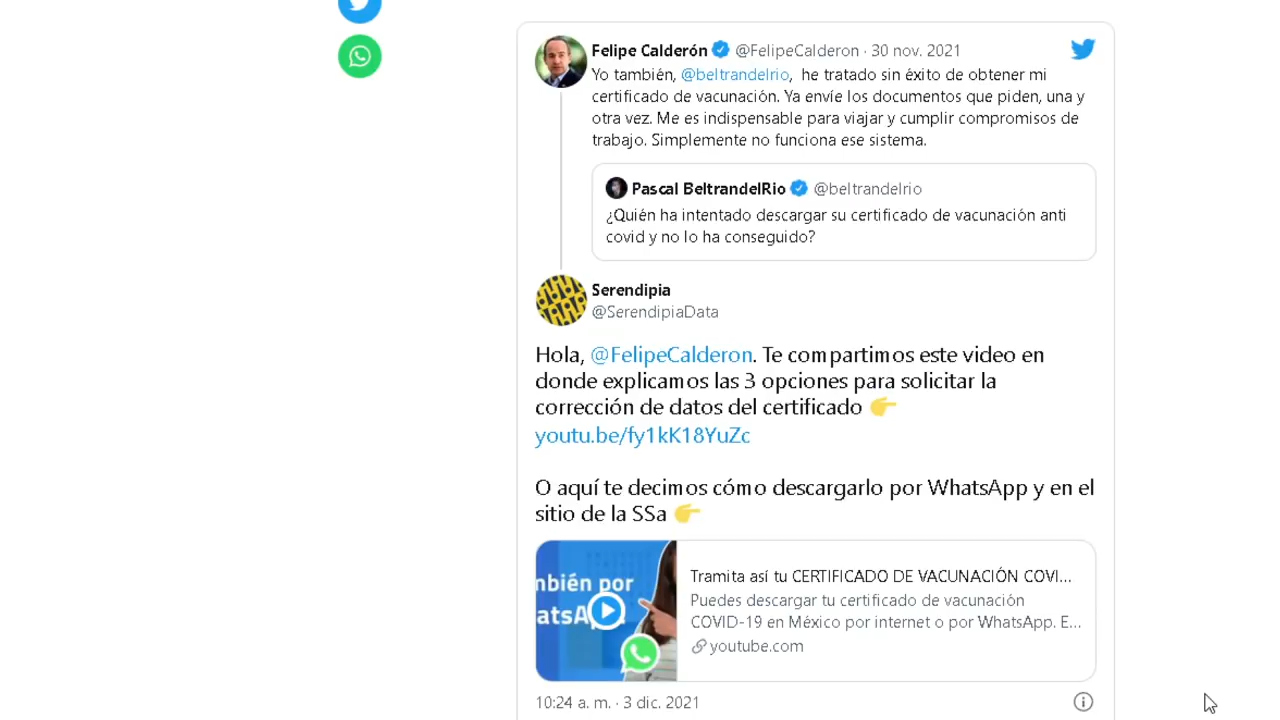 Felipe Calderón @FelipeCalderon · 30 nov. 2021
Yo también, @beltrandelrio, he tratado sin éxito de obtener mi
certificado de vacunación. Ya envíe los documentos que piden, una y
otra vez. Me es indispensable para viajar y cumplir compromisos de
trabajo. Simplemente no funciona ese sistema.
Pascal BeltrandelRio @beltrandelrio
¿Quién ha intentado descargar su certificado de vacunación anti
covid y no lo ha conseguido?
Serendipia
@SerendipiaData
Hola, @FelipeCalderon. Te compartimos este video en
donde explicamos las 3 opciones para solicitar la
corrección de datos del certificado 👉
youtu.be/fy1kK18YuZc
O aquí te decimos cómo descargarlo por WhatsApp y en el
sitio de la SSa 👉
mbién por
atsA
Tramita así tu CERTIFICADO DE VACUNACIÓN COVI...
Puedes descargar tu certificado de vacunación
COVID-19 en México por internet o por WhatsApp. E...
youtube.com
10:24 a. m. · 3 dic. 2021